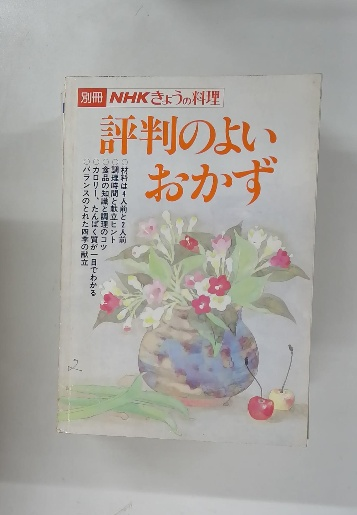 別冊 NHKきょうの料理
評判のよい
おかず
○材料は4人前と2人前
○調理時間と献立ヒント
○食品の知識と調理のコツ
○カロリー、たんぱく質が一目でわかる
○バランスのとれた四季の献立
2